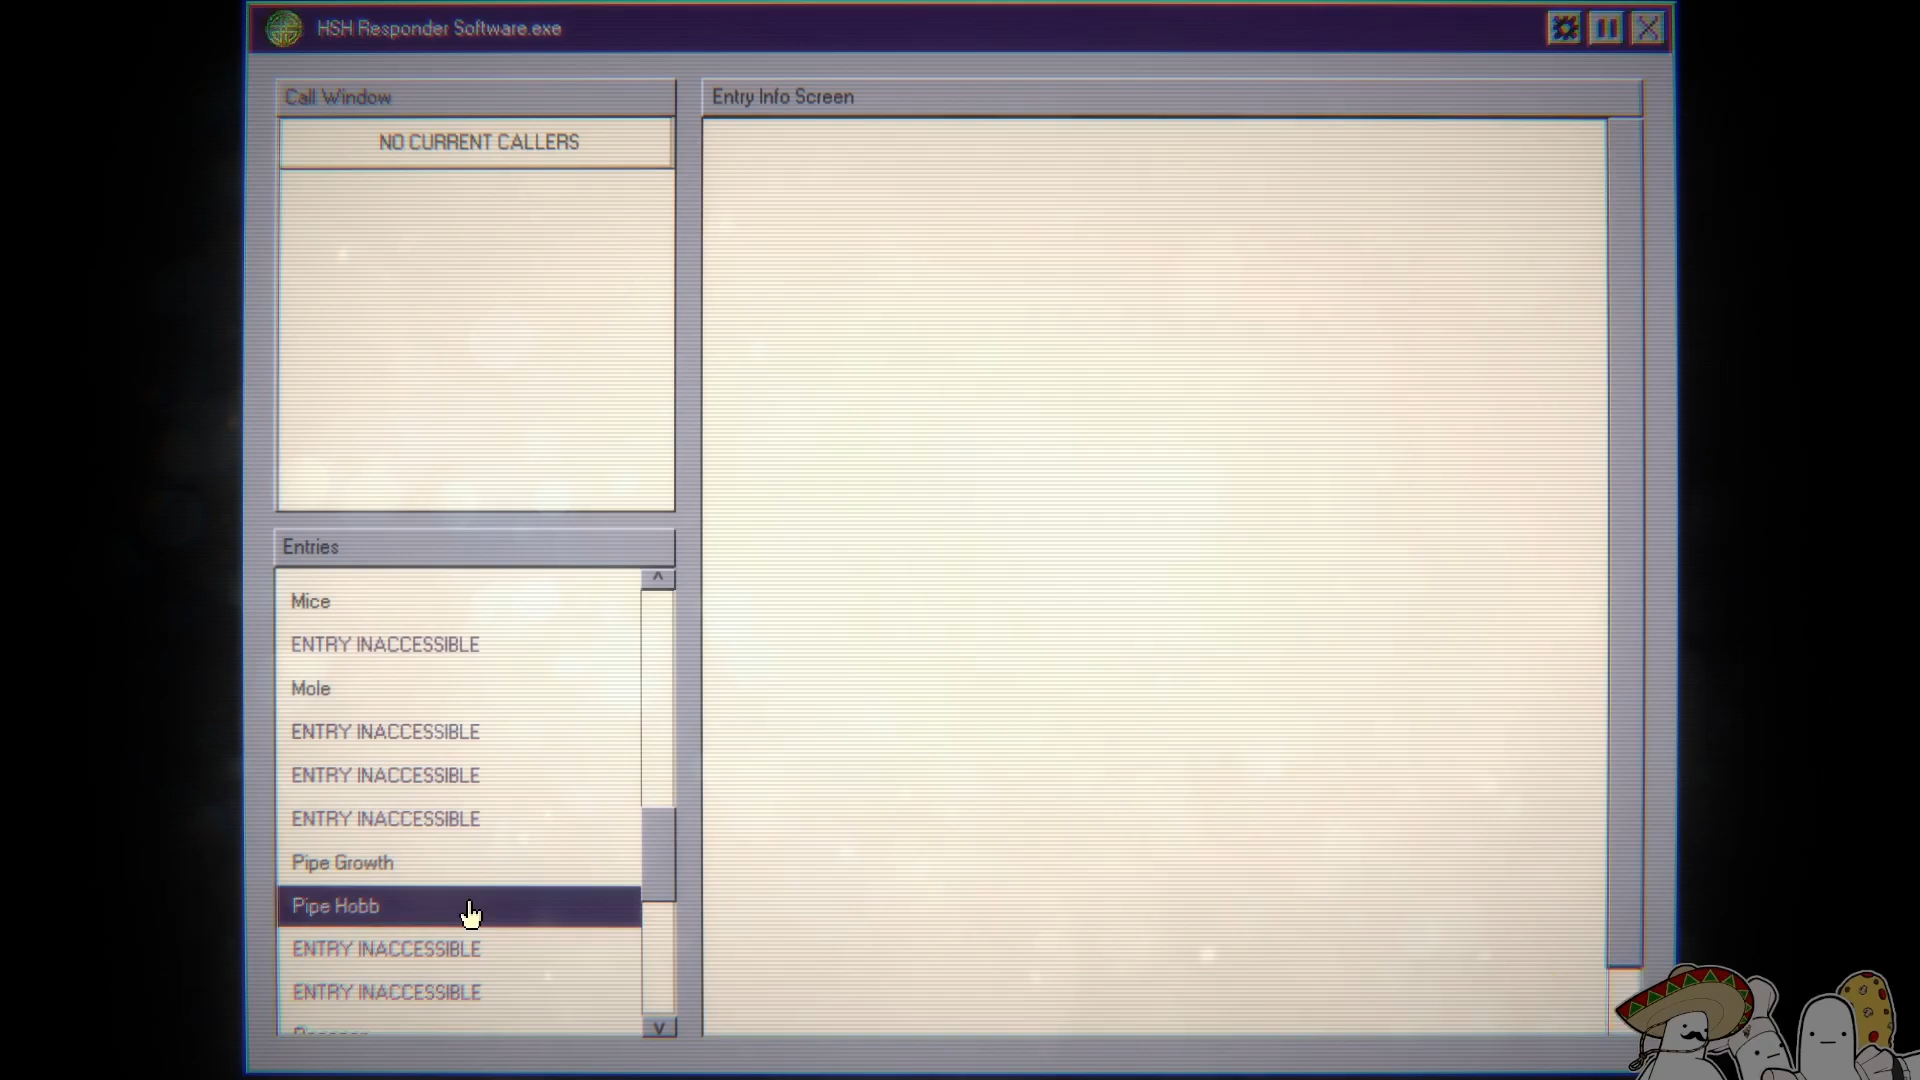 HSH Responder Software.exe
Call Window
NO CURRENT CALLERS
Entry Info Screen
Entries
Mice
ENTRY INACCESSIBLE
Mole
ENTRY INACCESSIBLE
ENTRY INACCESSIBLE
ENTRY INACCESSIBLE
Pipe Growth
Pipe Hobb
ENTRY INACCESSIBLE
ENTRY INACCESSIBLE